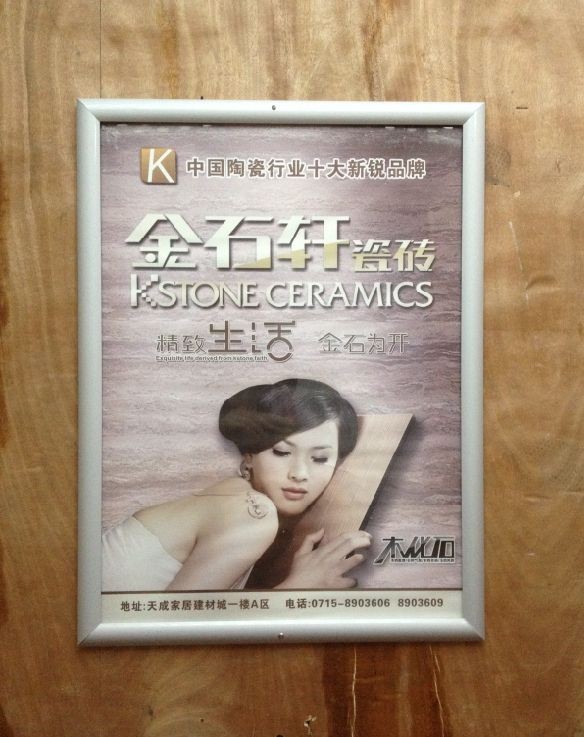 K 中国陶瓷行业十大新锐品牌
金石轩瓷砖
KSTONE CERAMICS
精致生活 金石为开
Exquisite life derived from kstone faith
木化石
地址:天成家居建材城一楼A区 电话:0715-8903606 8903609